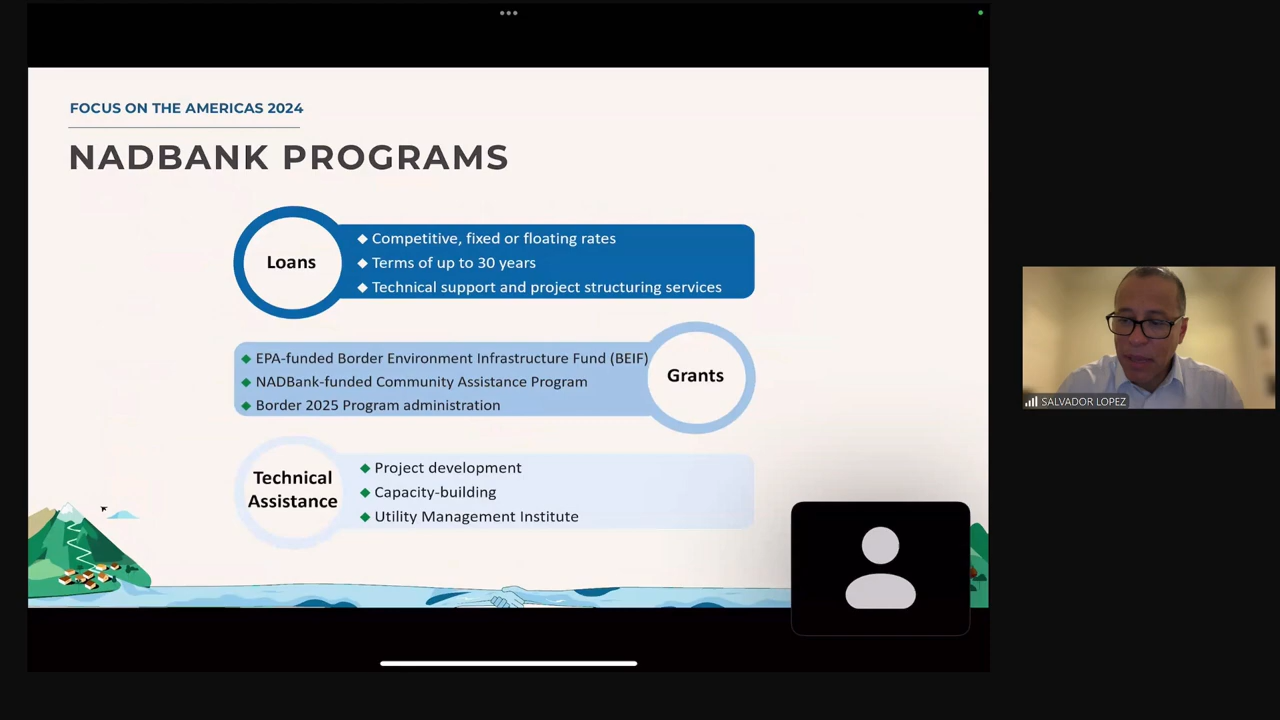 FOCUS ON THE AMERICAS 2024
NADBANK PROGRAMS
Loans
◆ Competitive, fixed or floating rates
◆ Terms of up to 30 years
◆ Technical support and project structuring services
◆ EPA-funded Border Environment Infrastructure Fund (BEIF)
◆ NADBank-funded Community Assistance Program
◆ Border 2025 Program administration
Grants
Technical
Assistance
◆ Project development
◆ Capacity-building
◆ Utility Management Institute
SALVADOR LOPEZ